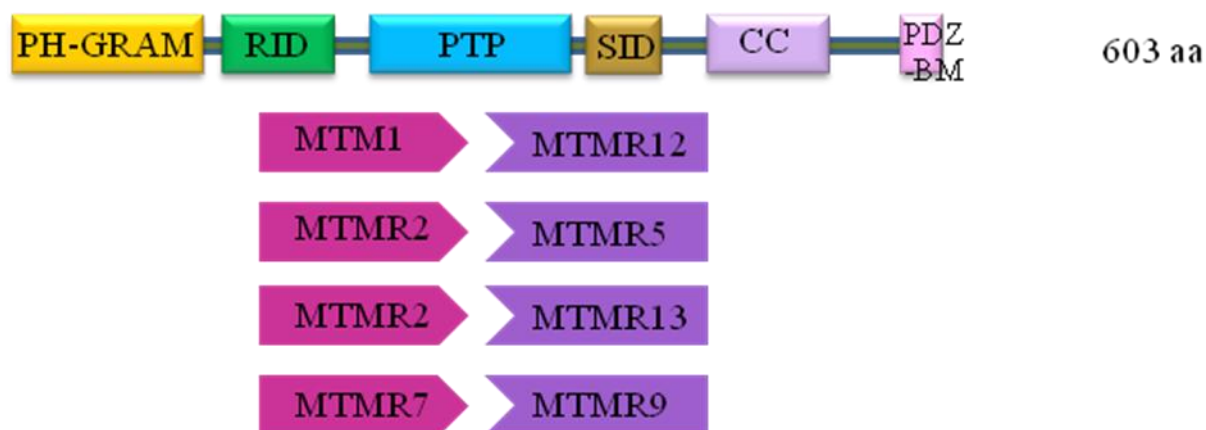 PH-GRAM RID PTP SID CC PDZ 603 aa
-BM
MTM1 MTMR12
MTMR2 MTMR5
MTMR2 MTMR13
MTMR7 MTMR9